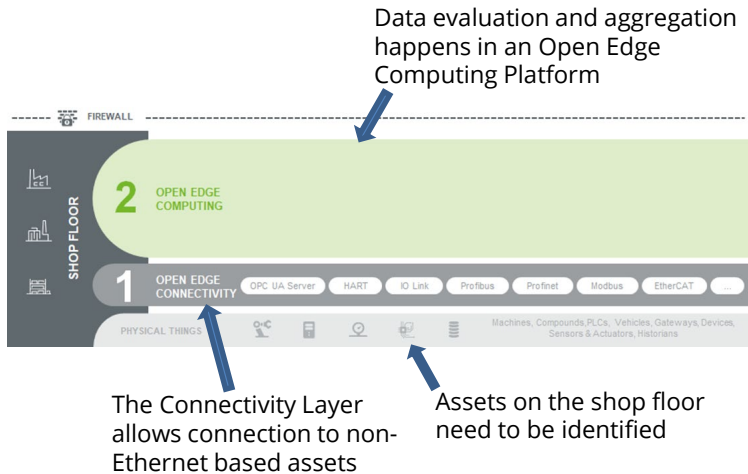 Data evaluation and aggregation
happens in an Open Edge
Computing Platform
FIREWALL
SHOP FLOOR
2
OPEN EDGE
COMPUTING
1
OPEN EDGE
CONNECTIVITY
OPC UA Server
HART
IO Link
Profibus
Profinet
Modbus
EtherCAT
...
PHYSICAL THINGS
Machines, Compounds,PLCs, Vehicles, Gateways, Devices,
Sensors & Actuators, Historians
The Connectivity Layer
allows connection to non-
Ethernet based assets
Assets on the shop floor
need to be identified